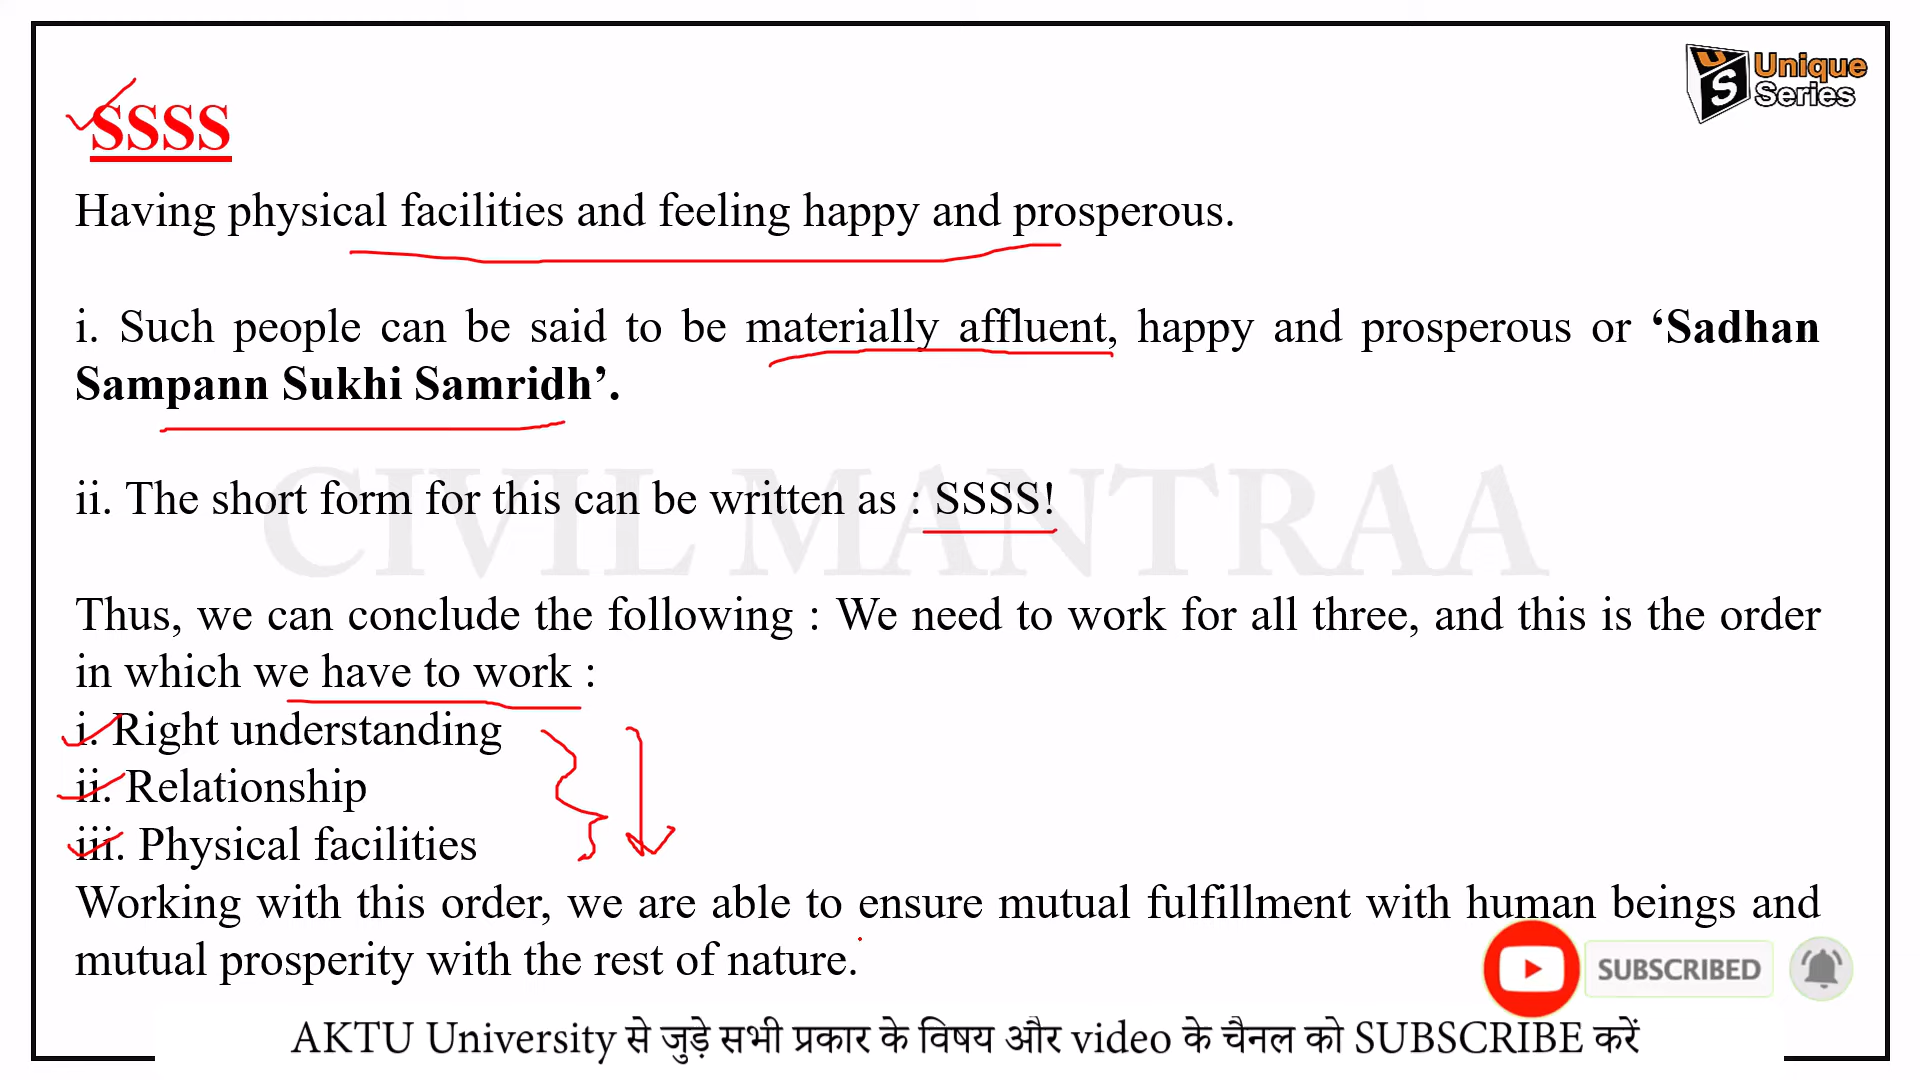 US Unique
Series
SSSS
Having physical facilities and feeling happy and prosperous.
i. Such people can be said to be materially affluent, happy and prosperous or ‘Sadhan
Sampann Sukhi Samridh’.
CIVIL MANTRAA
ii. The short form for this can be written as : SSSS!
Thus, we can conclude the following : We need to work for all three, and this is the order
in which we have to work :
i. Right understanding
ii. Relationship
iii. Physical facilities
Working with this order, we are able to ensure mutual fulfillment with human beings and
mutual prosperity with the rest of nature.
SUBSCRIBED
AKTU University से जुड़े सभी प्रकार के विषय और video के चैनल को SUBSCRIBE करें